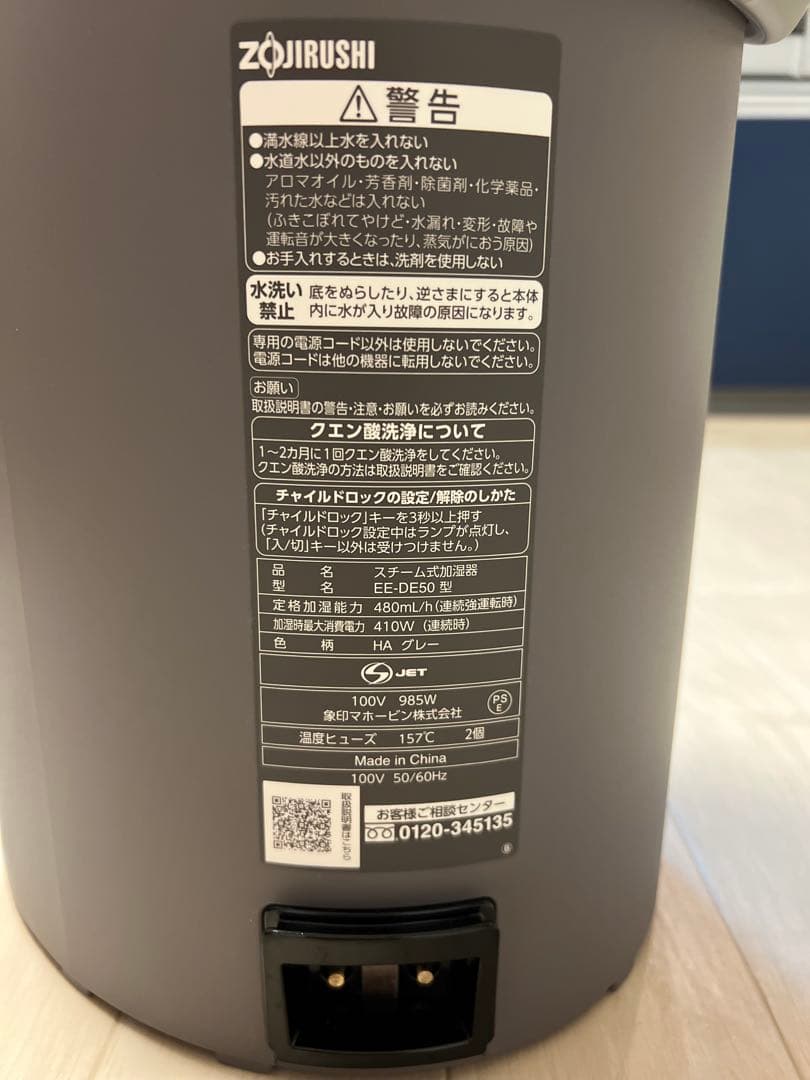 ZOJIRUSHI
警告
●満水線以上水を入れない
●水道水以外のものを入れない
アロマオイル・芳香剤・除菌剤・化学薬品・
汚れた水などは入れない
(ふきこぼれてやけど・水漏れ・変形・故障や
運転音が大きくなったり、蒸気がにおう原因)
●お手入れするときは、洗剤を使用しない
水洗い禁止
底をぬらしたり、逆さまにすると本体
内に水が入り故障の原因になります。
専用の電源コード以外は使用しないでください。
電源コードは他の機器に転用しないでください。
お願い
取扱説明書の警告・注意・お願いを必ずお読みください。
クエン酸洗浄について
1～2カ月に1回クエン酸洗浄をしてください。
クエン酸洗浄の方法は取扱説明書をご確認ください。
チャイルドロックの設定/解除のしかた
「チャイルドロック」キーを3秒以上押す
(チャイルドロック設定中はランプが点灯し、
「入/切」キー以外は受けつけません。)
品名 スチーム式加湿器
型名 EE-DE50 型
定格加湿能力 480mL/h(連続強運転時)
加湿時最大消費電力 410W (連続時)
色柄 HA グレー
S JET
100V 985W
PS E
象印マホービン株式会社
温度ヒューズ 157℃ 2個
Made in China
100V 50/60Hz
取扱説明書はこちら
お客様ご相談センター
0120-345135
B